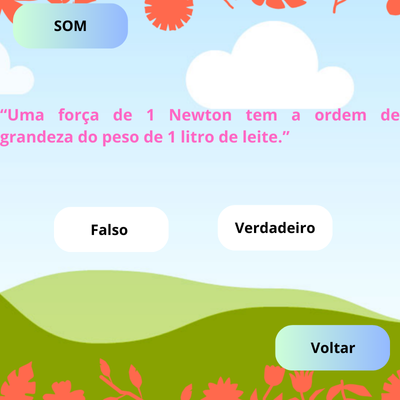 SOM
“Uma força de 1 Newton tem a ordem de
grandeza do peso de 1 litro de leite.”
Falso
Verdadeiro
Voltar